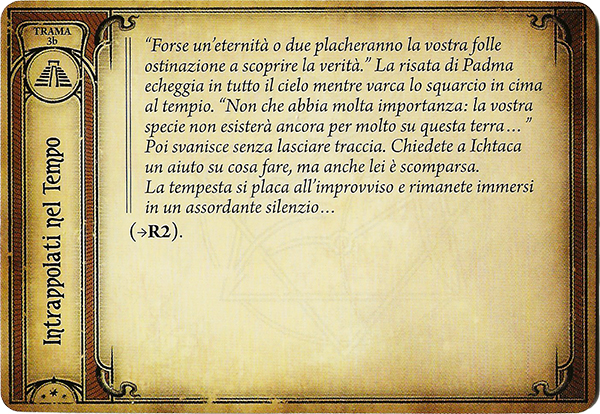 TRAMA
3b
Intrappolati nel Tempo
“Forse un’eternità o due placheranno la vostra folle
ostinazione a scoprire la verità.” La risata di Padma
echeggia in tutto il cielo mentre varca lo squarcio in cima
al tempio. “Non che abbia molta importanza: la vostra
specie non esisterà ancora per molto su questa terra…”
Poi svanisce senza lasciare traccia. Chiedete a Ichtaca
un aiuto su cosa fare, ma anche lei è scomparsa.
La tempesta si placa all’improvviso e rimanete immersi
in un assordante silenzio…
(→R2).